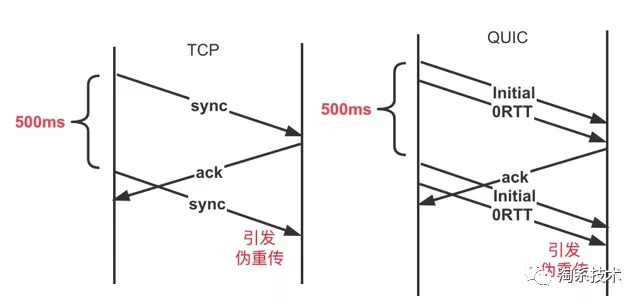 TCP
500ms
sync
ack
sync
引发
伪重传
QUIC
500ms
Initial
0RTT
ack
Initial
0RTT
引发
伪重传
淘系技术